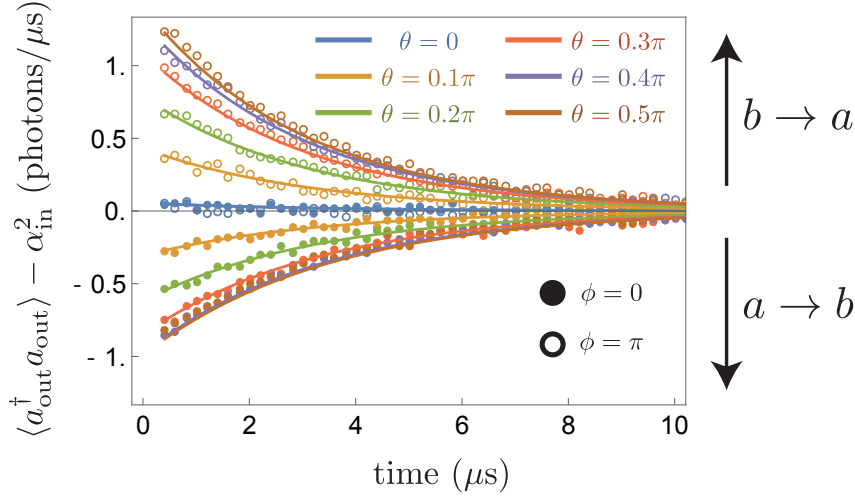 ⟨a†out aout⟩ − α²in (photons/μs)
1.
0.5
0.
- 0.5
- 1.
θ = 0
θ = 0.1π
θ = 0.2π
θ = 0.3π
θ = 0.4π
θ = 0.5π
ϕ = 0
ϕ = π
b → a
a → b
0 2 4 6 8 10
time (μs)